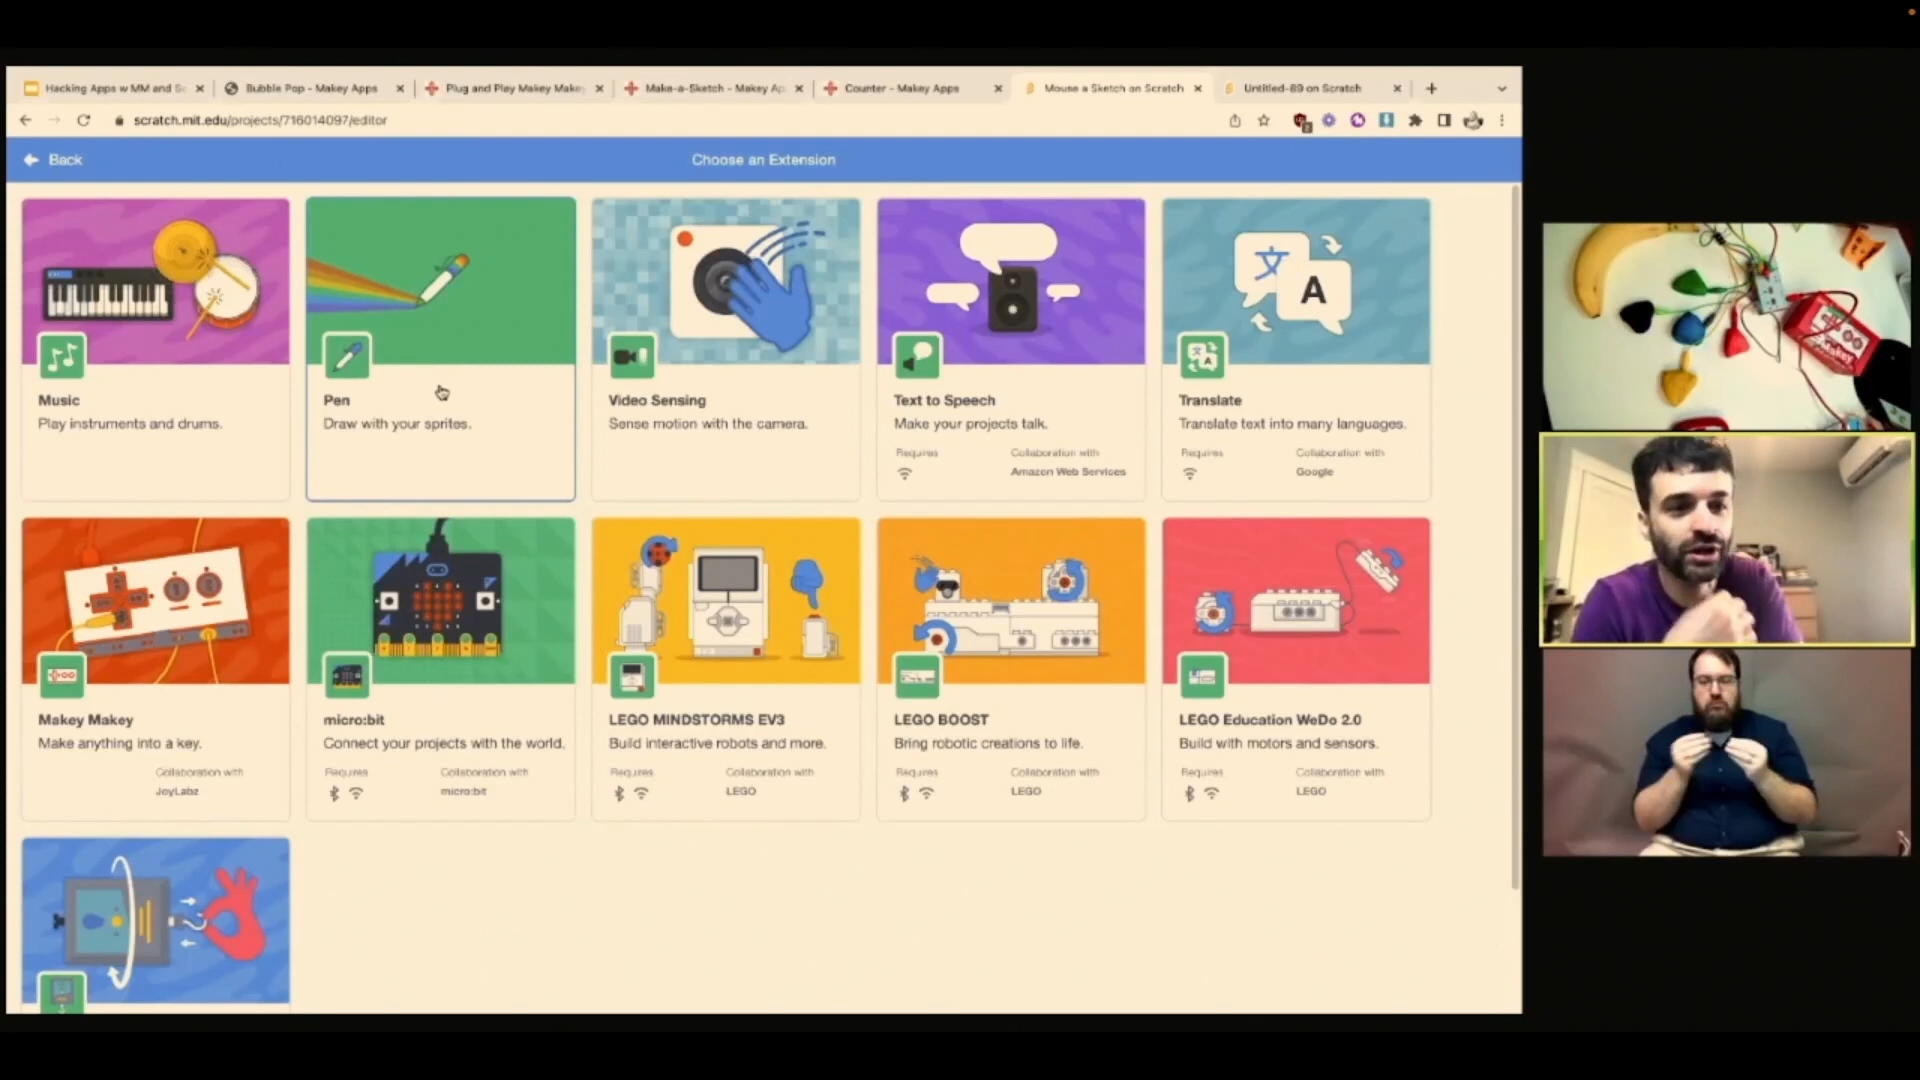 Hacking Apps w MM and Sc
Bubble Pop - Makey Apps
Plug and Play Makey Make
Make-a-Sketch - Makey Ap
Counter - Makey Apps
Mouse a Sketch on Scratch
Untitled-89 on Scratch
scratch.mit.edu/projects/716014097/editor
Back
Choose an Extension
Music
Play instruments and drums.
Pen
Draw with your sprites.
Video Sensing
Sense motion with the camera.
Text to Speech
Make your projects talk.
Requires
Collaboration with
Amazon Web Services
文
A
文
A
Translate
Translate text into many languages.
Requires
Collaboration with
Google
Makey Makey
Make anything into a key.
Collaboration with
JoyLabz
micro:bit
Connect your projects with the world.
Requires
Collaboration with
micro:bit
LEGO MINDSTORMS EV3
Build interactive robots and more.
Requires
Collaboration with
LEGO
LEGO BOOST
Bring robotic creations to life.
Requires
Collaboration with
LEGO
LEGO Education WeDo 2.0
Build with motors and sensors.
Requires
Collaboration with
LEGO
Makey